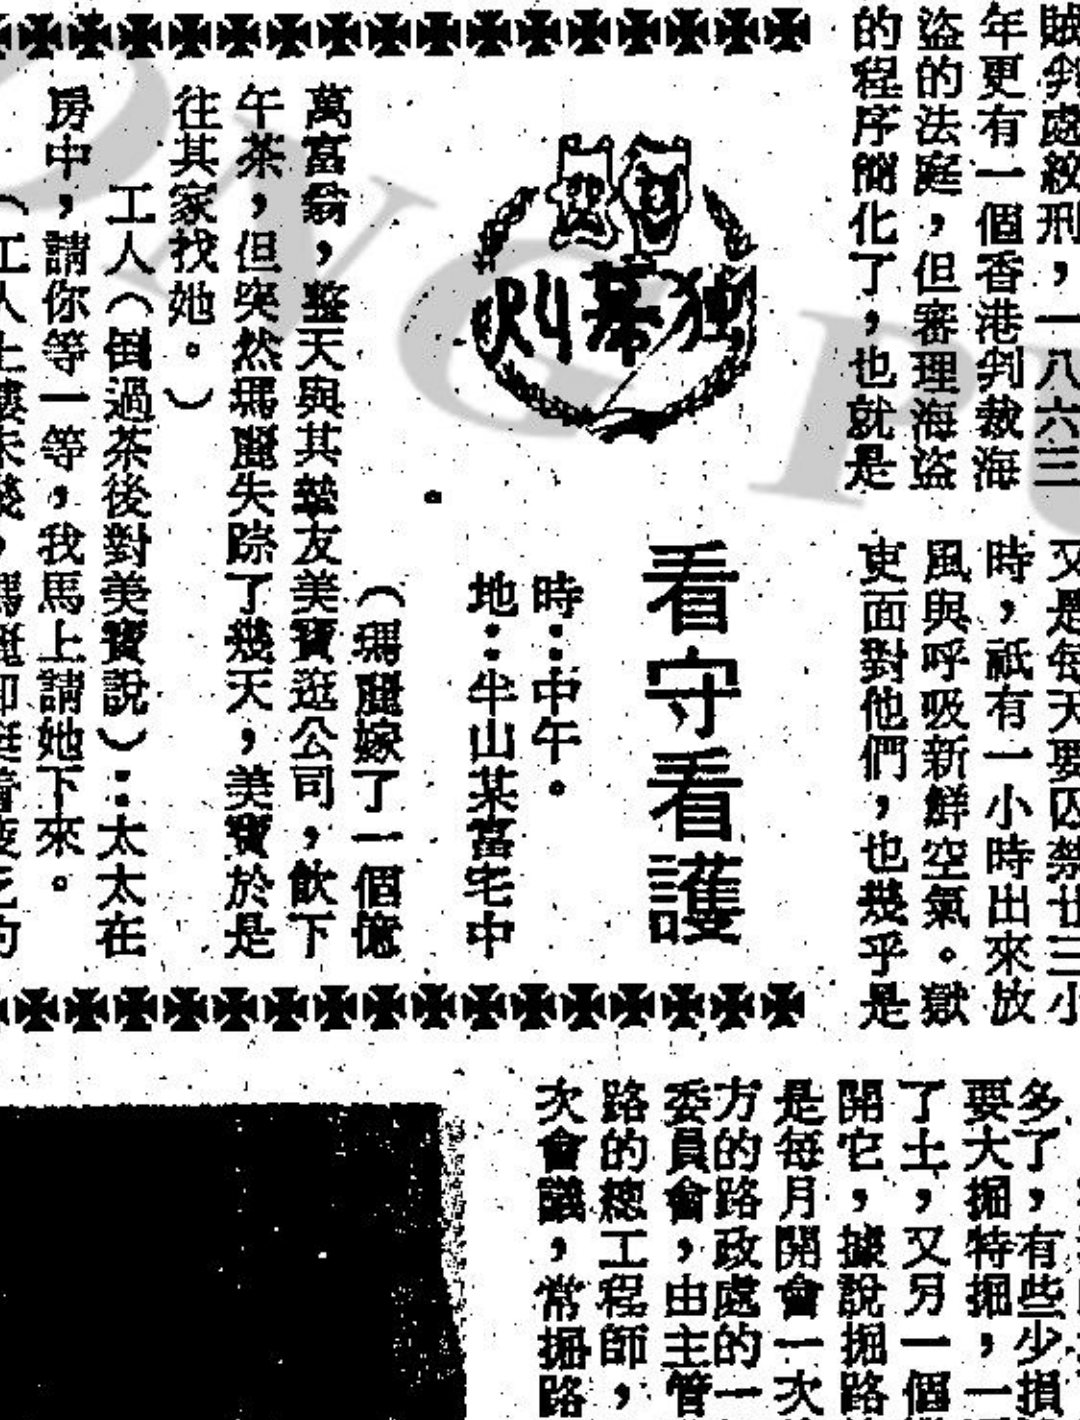 賊判處絞刑，一八六三
年更有一個香港判裁海
盜的法庭，但審理海盜
的程序簡化了，也就是
又是每天要囚禁廿三小
時，祇有一小時出來放
風與呼吸新鮮空氣。獄
吏面對他們，也幾乎是
独幕剧
看守看護
時：中午。
地：半山某富宅中
（瑪麗嫁了一個億
萬富翁，整天與其摯友美寶逛公司，飲下
午茶，但突然瑪麗失踪了幾天，美寶於是
往其家找她。）
工人（倒過茶後對美寶說）：太太在
房中，請你等一等，我馬上請她下來。
多了，有些少損
要大掘特掘，一
了土，又另一個
開它，據說掘路
是每月開會一次
方的路政處的一
委員會，由主管
路的總工程師，
次會議，常掘路